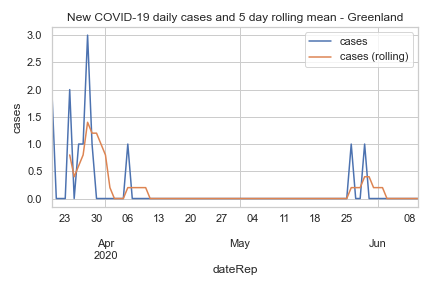 New COVID-19 daily cases and 5 day rolling mean - Greenland
cases
cases (rolling)
3.0
2.5
2.0
1.5
1.0
0.5
0.0
cases
23 30 06 13 20 27 04 11 18 25 08
Apr May Jun
2020
dateRep